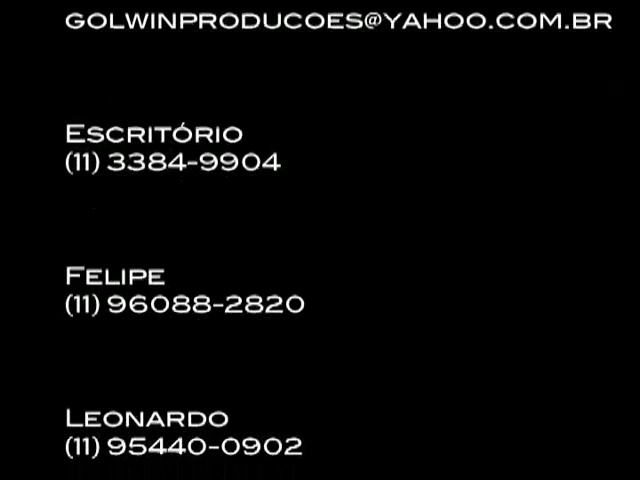 GOLWINPRODUCOES@YAHOO.COM.BR
ESCRITÓRIO
(11) 3384-9904
FELIPE
(11) 96088-2820
LEONARDO
(11) 95440-0902